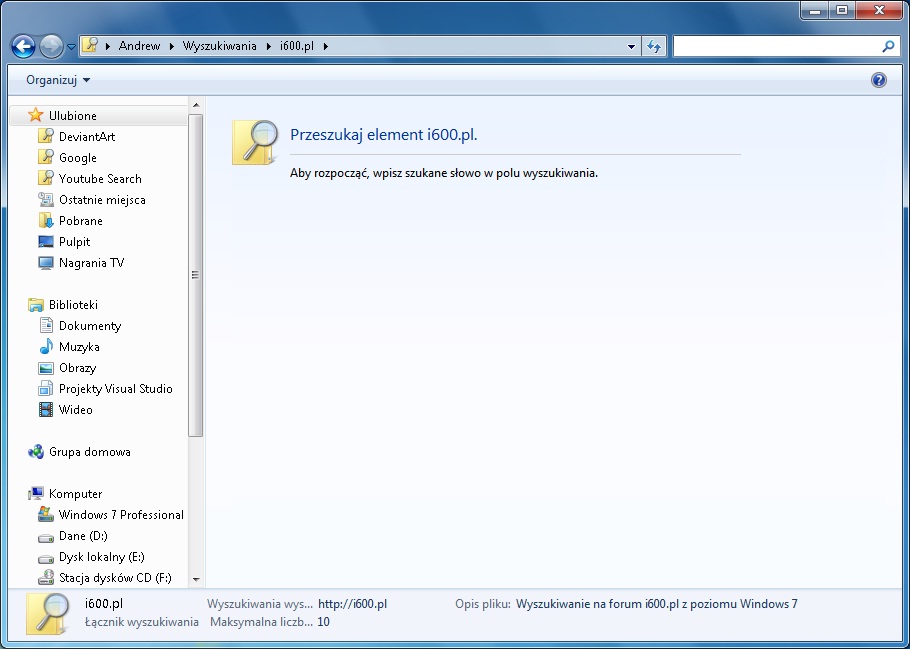 Andrew Wyszukiwania i600.pl
Organizuj
Ulubione
DeviantArt
Google
Youtube Search
Ostatnie miejsca
Pobrane
Pulpit
Nagrania TV
Biblioteki
Dokumenty
Muzyka
Obrazy
Projekty Visual Studio
Wideo
Grupa domowa
Komputer
Windows 7 Professional
Dane (D:)
Dysk lokalny (E:)
Stacja dysków CD (F:)
Przeszukaj element i600.pl.
Aby rozpocząć, wpisz szukane słowo w polu wyszukiwania.
i600.pl Wyszukiwania wys... http://i600.pl Opis pliku: Wyszukiwanie na forum i600.pl z poziomu Windows 7
Łącznik wyszukiwania Maksymalna liczb... 10